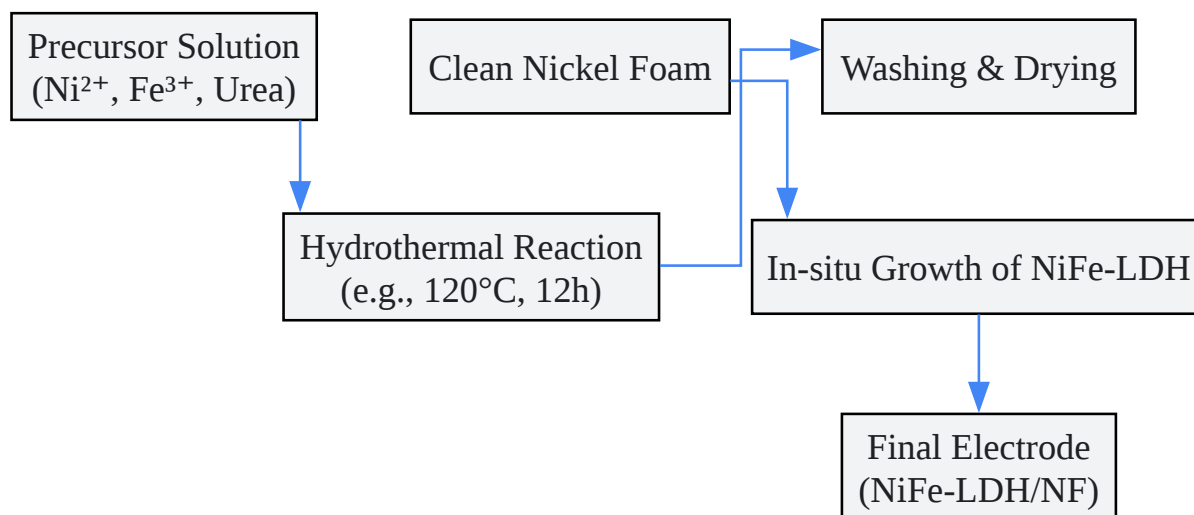 Precursor Solution
(Ni²⁺, Fe³⁺, Urea)
Clean Nickel Foam
Washing & Drying
Hydrothermal Reaction
(e.g., 120°C, 12h)
In-situ Growth of NiFe-LDH
Final Electrode
(NiFe-LDH/NF)